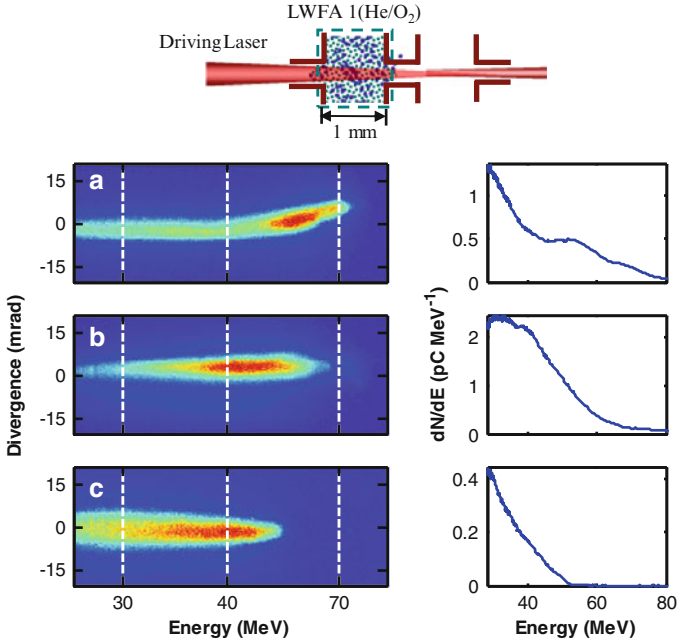 LWFA 1(He/O₂)
Driving Laser
1 mm
a
15
0
-15
1
0.5
0
b
15
0
-15
2
1
0
c
15
0
-15
0.4
0.2
0
Divergence (mrad)
dN/dE (pC MeV⁻¹)
30 40 70
40 60 80
Energy (MeV)
Energy (MeV)